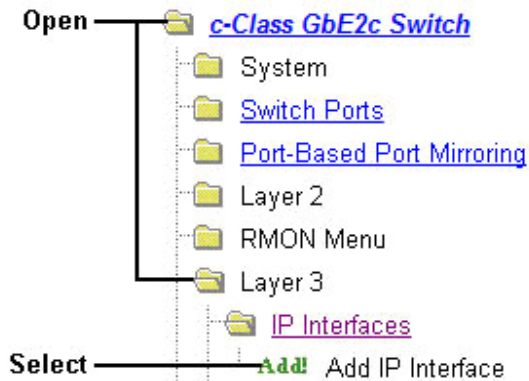 Open c-Class GbE2c Switch
System
Switch Ports
Port-Based Port Mirroring
Layer 2
RMON Menu
Layer 3
IP Interfaces
Select Add! Add IP Interface